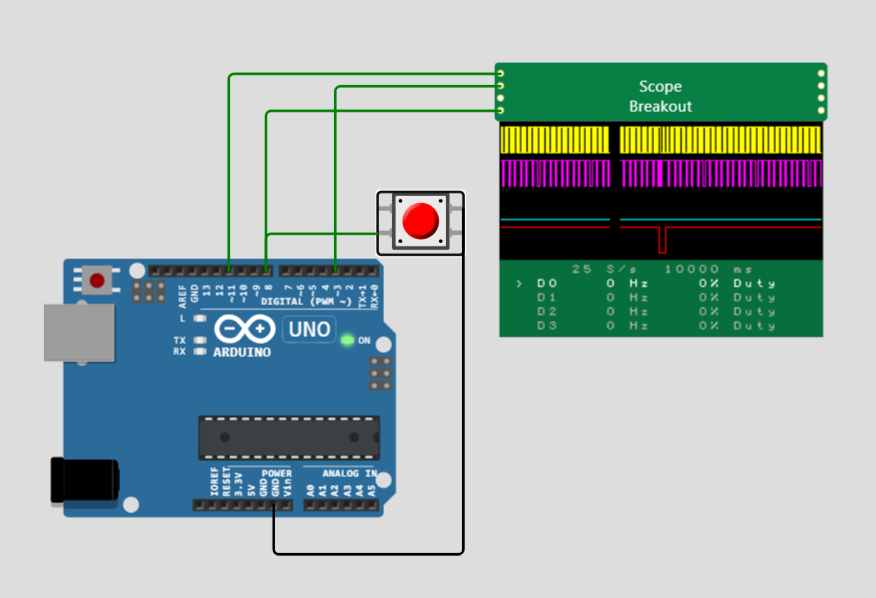 Scope
Breakout
25 S/s 10000 ms
> D0 0 Hz 0% Duty
D1 0 Hz 0% Duty
D2 0 Hz 0% Duty
D3 0 Hz 0% Duty
AREF
GND
13
12
~11
~10
~9
8
7
~6
~5
4
~3
2
TX→1
RX←0
DIGITAL (PWM ~)
L
TX
RX
UNO
ON
ARDUINO
IOREF
RESET
3.3V
5V
GND
GND
Vin
POWER
ANALOG IN
A0
A1
A2
A3
A4
A5